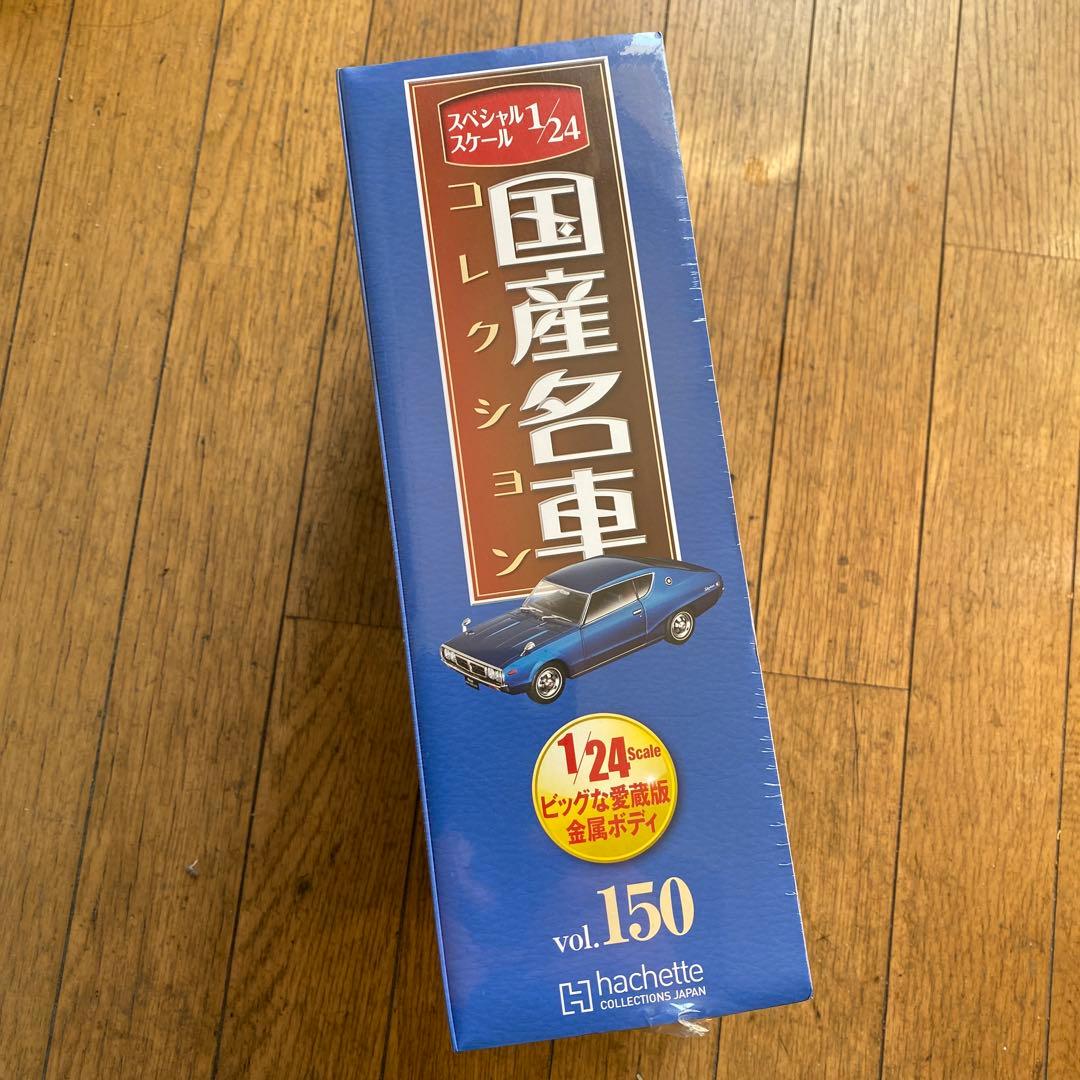 スペシャル
スケール
1/24
国産名車
コレクション
1/24 Scale
ビッグな愛蔵版
金属ボディ
vol.150
hachette
COLLECTIONS JAPAN